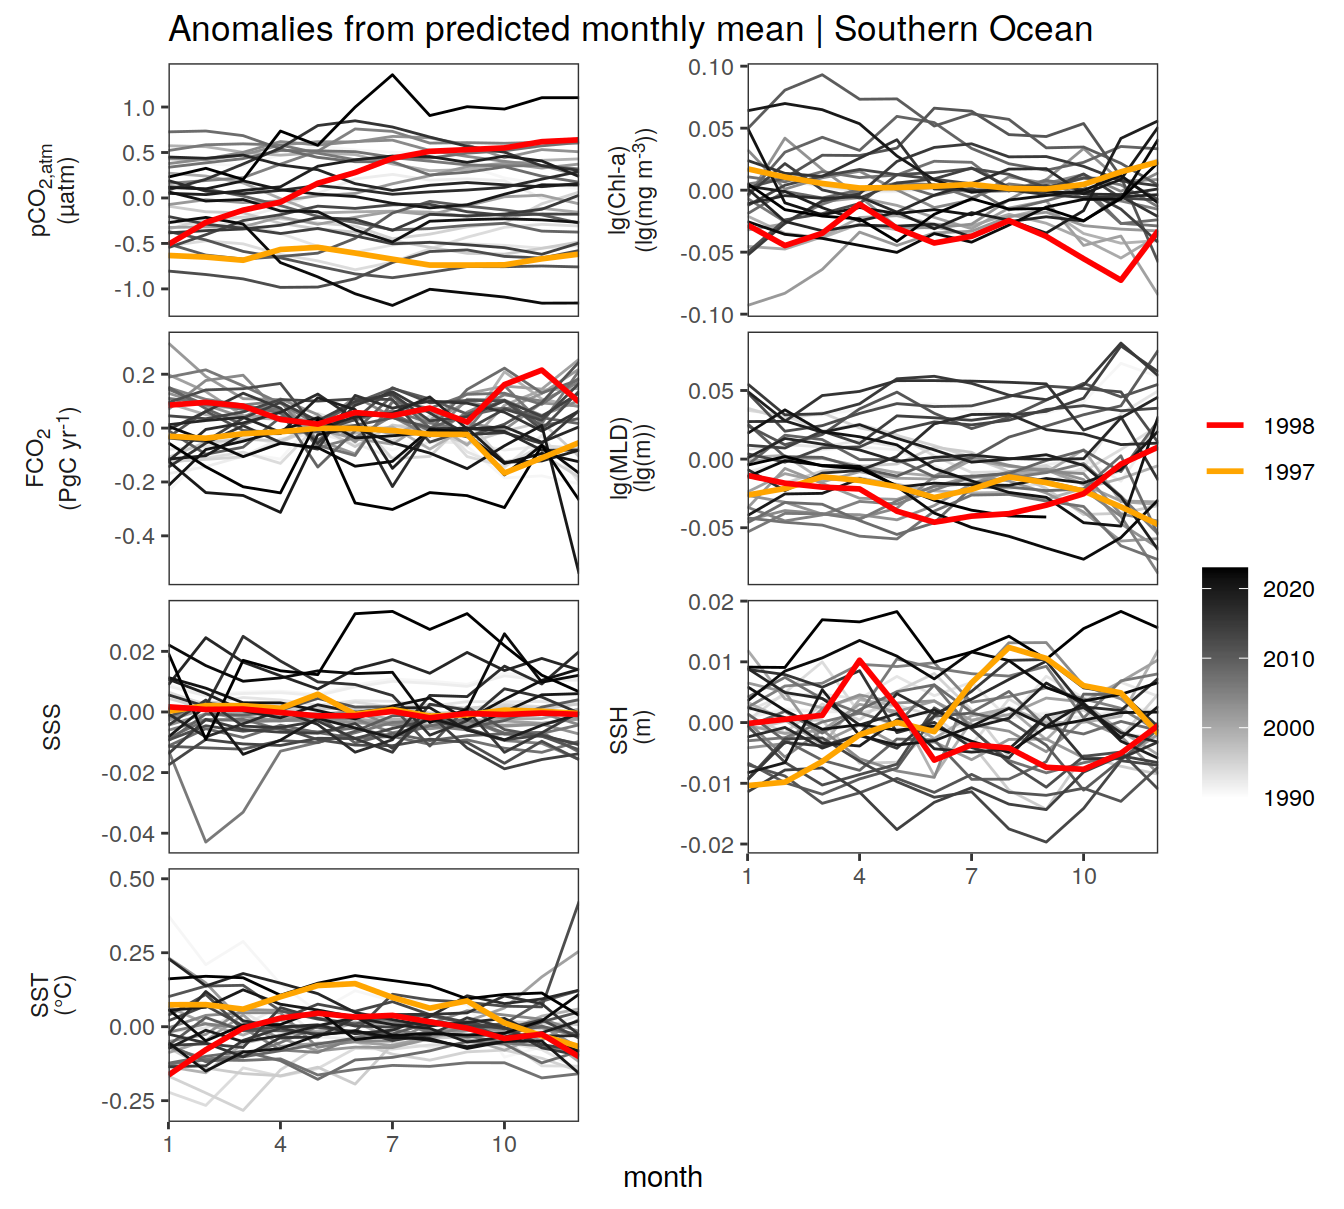 Anomalies from predicted monthly mean | Southern Ocean
pCO2,atm
(µatm)
1.0
0.5
0.0
-0.5
-1.0
lg(Chl-a)
(lg(mg m-3))
0.10
0.05
0.00
-0.05
-0.10
FCO2
(PgC yr-1)
0.2
0.0
-0.2
-0.4
lg(MLD)
(lg(m))
0.05
0.00
-0.05
SSS
0.02
0.00
-0.02
-0.04
SSH
(m)
0.02
0.01
0.00
-0.01
-0.02
1 4 7 10
SST
(°C)
0.50
0.25
0.00
-0.25
1 4 7 10
month
1998
1997
2020
2010
2000
1990